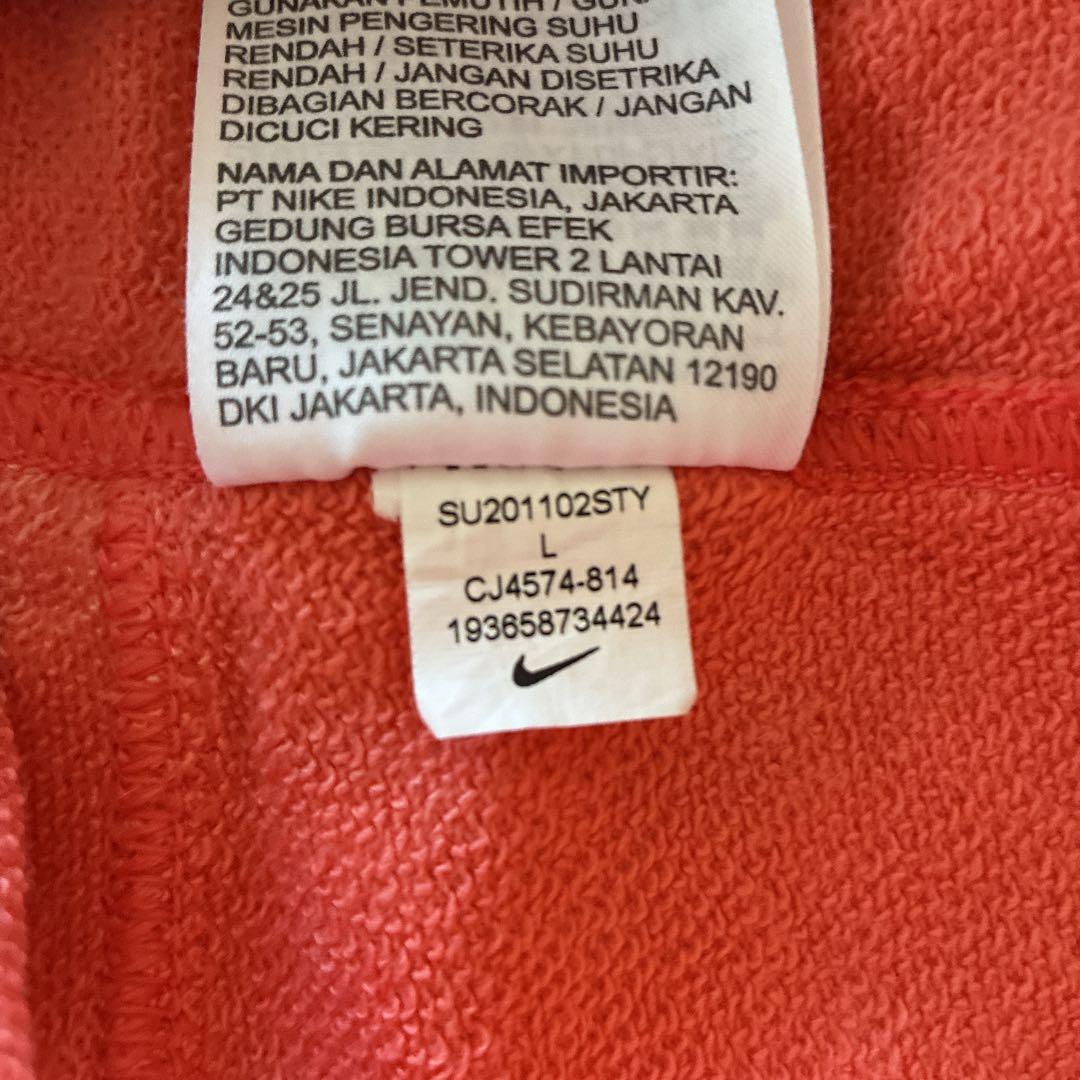 GUNAKAN PEMUTIH /
MESIN PENGERING SUHU
RENDAH / SETERIKA SUHU
RENDAH / JANGAN DISETRIKA
DIBAGIAN BERCORAK / JANGAN
DICUCI KERING
NAMA DAN ALAMAT IMPORTIR:
PT NIKE INDONESIA, JAKARTA
GEDUNG BURSA EFEK
INDONESIA TOWER 2 LANTAI
24&25 JL. JEND. SUDIRMAN KAV.
52-53, SENAYAN, KEBAYORAN
BARU, JAKARTA SELATAN 12190
DKI JAKARTA, INDONESIA
SU201102STY
L
CJ4574-814
193658734424